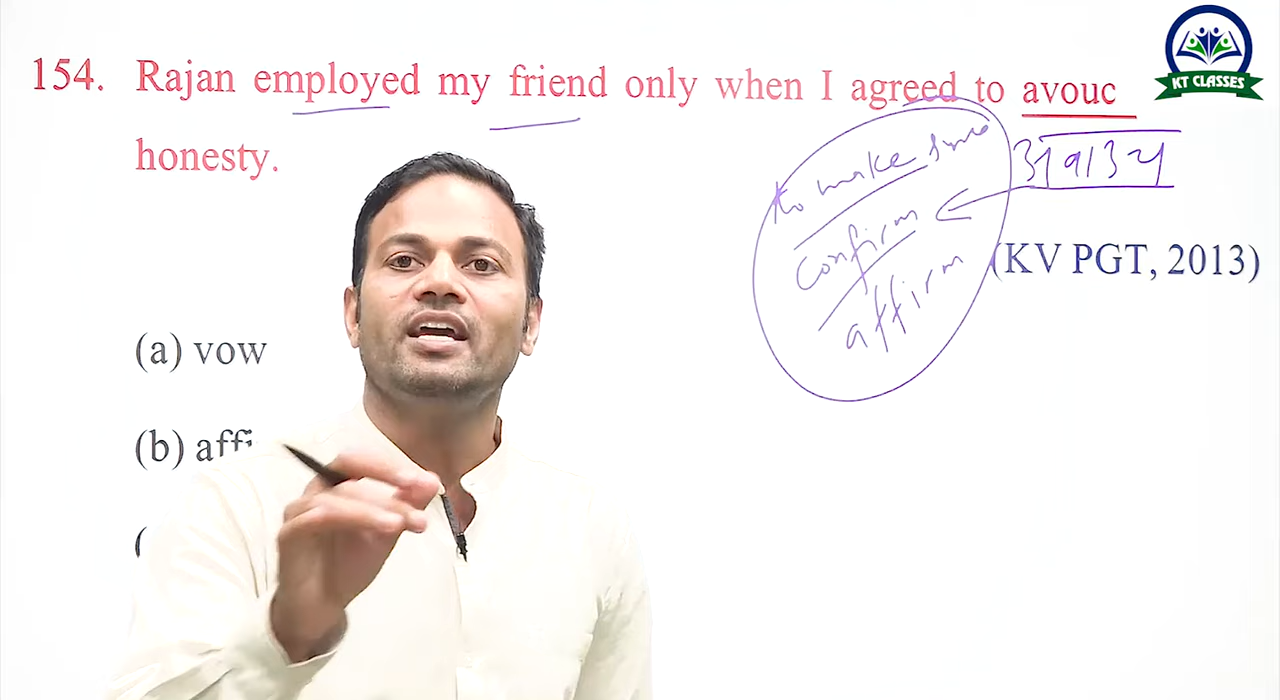 KT CLASSES
154. Rajan employed my friend only when I agreed to avouc
honesty.
to make sure
confirm
affirm
(KV PGT, 2013)
(a) vow
(b) affi
(